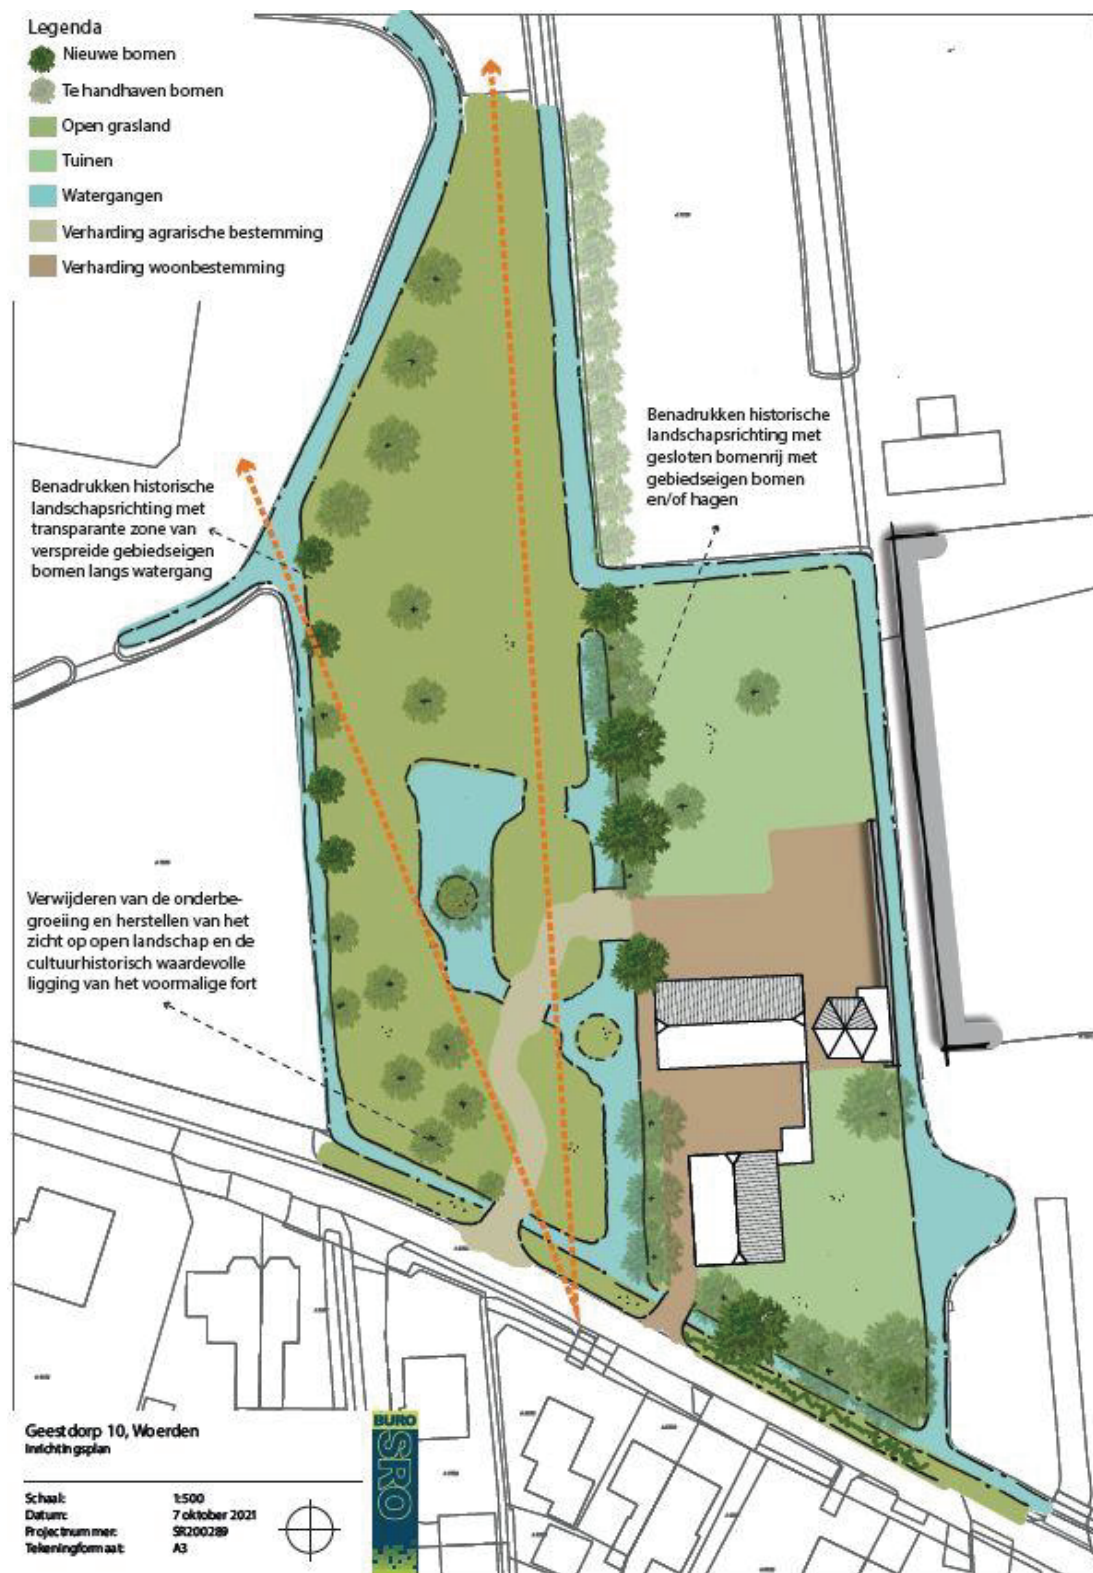 Legenda
Nieuwe bomen
Te handhaven bomen
Open grasland
Tuinen
Watergangen
Verharding agrarische bestemming
Verharding woonbestemming
Benadrukken historische
landschapsrichting met
gesloten bomenrij met
gebiedseigen bomen
en/of hagen
Benadrukken historische
landschapsrichting met
transparante zone van
verspreide gebiedseigen
bomen langs watergang
Verwijderen van de onderbe-
groeiing en herstellen van het
zicht op open landschap en de
cultuurhistorisch waardevolle
ligging van het voormalige fort
Geestdorp 10, Woerden
Inrichtingsplan
Schaal: 1:500
Datum: 7 oktober 2021
Projectnummer: SR200289
Tekeningformaat: A3
BURO
SRO